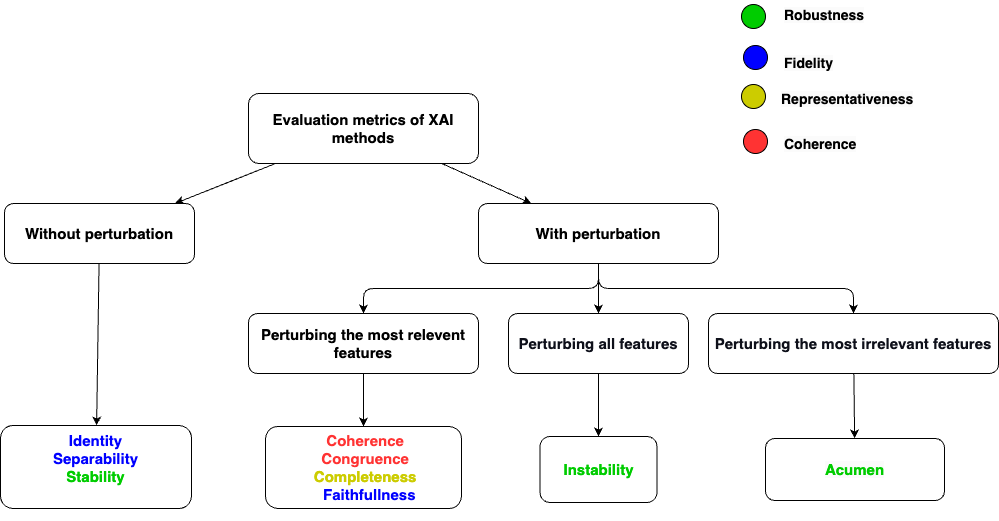 Robustness
Fidelity
Representativeness
Coherence
Evaluation metrics of XAI
methods
Without perturbation
With perturbation
Perturbing the most relevent
features
Perturbing all features
Perturbing the most irrelevant features
Identity
Separability
Stability
Coherence
Congruence
Completeness
Faithfullness
Instability
Acumen